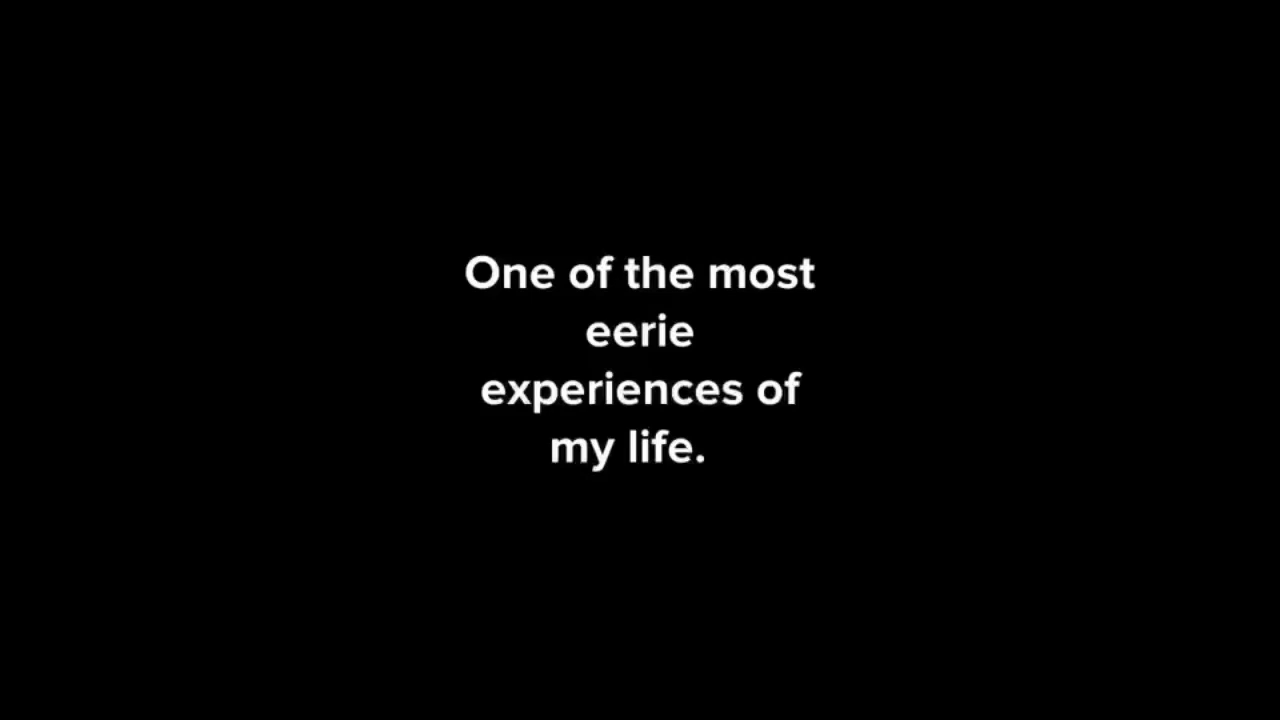 One of the most
eerie
experiences of
my life.